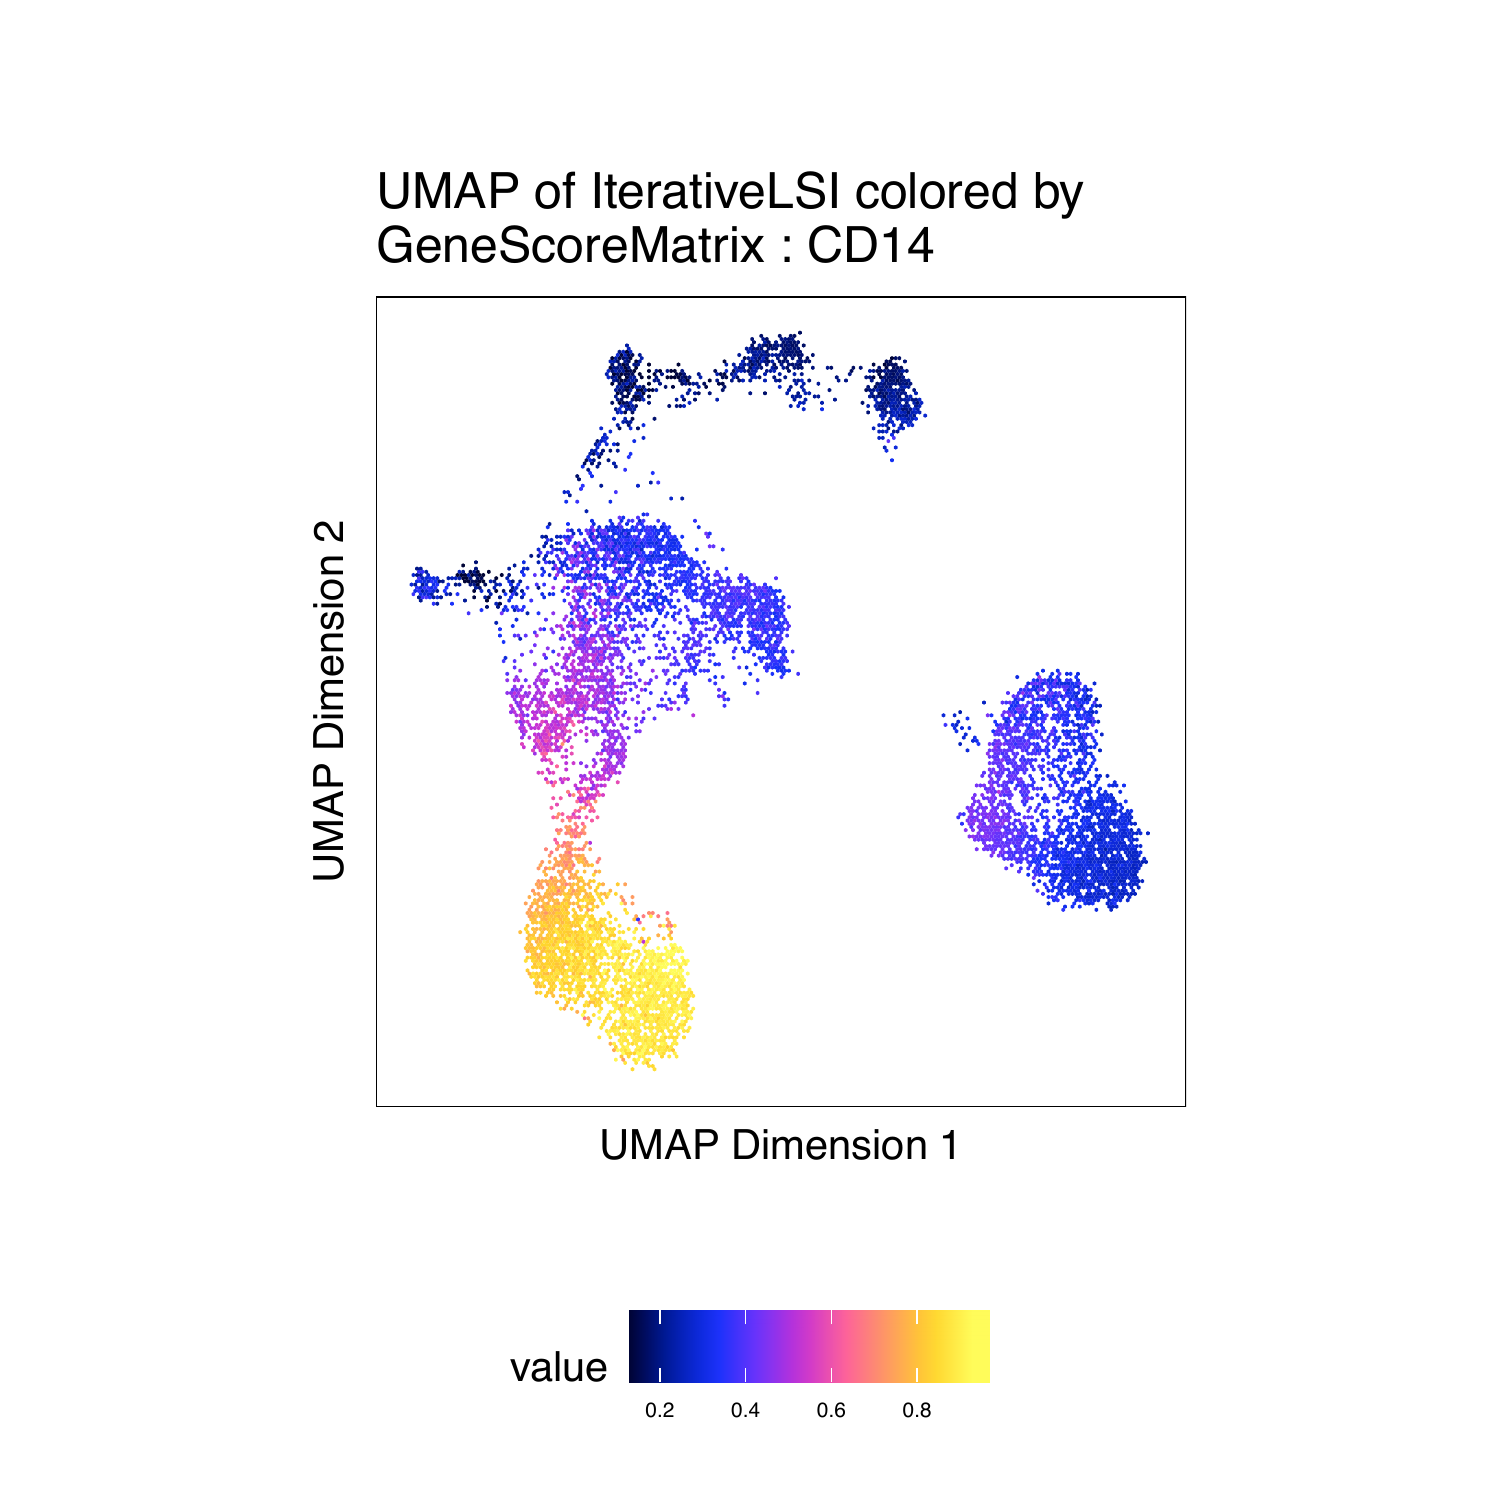 UMAP of IterativeLSI colored by
GeneScoreMatrix : CD14
UMAP Dimension 2
UMAP Dimension 1
value
0.2 0.4 0.6 0.8